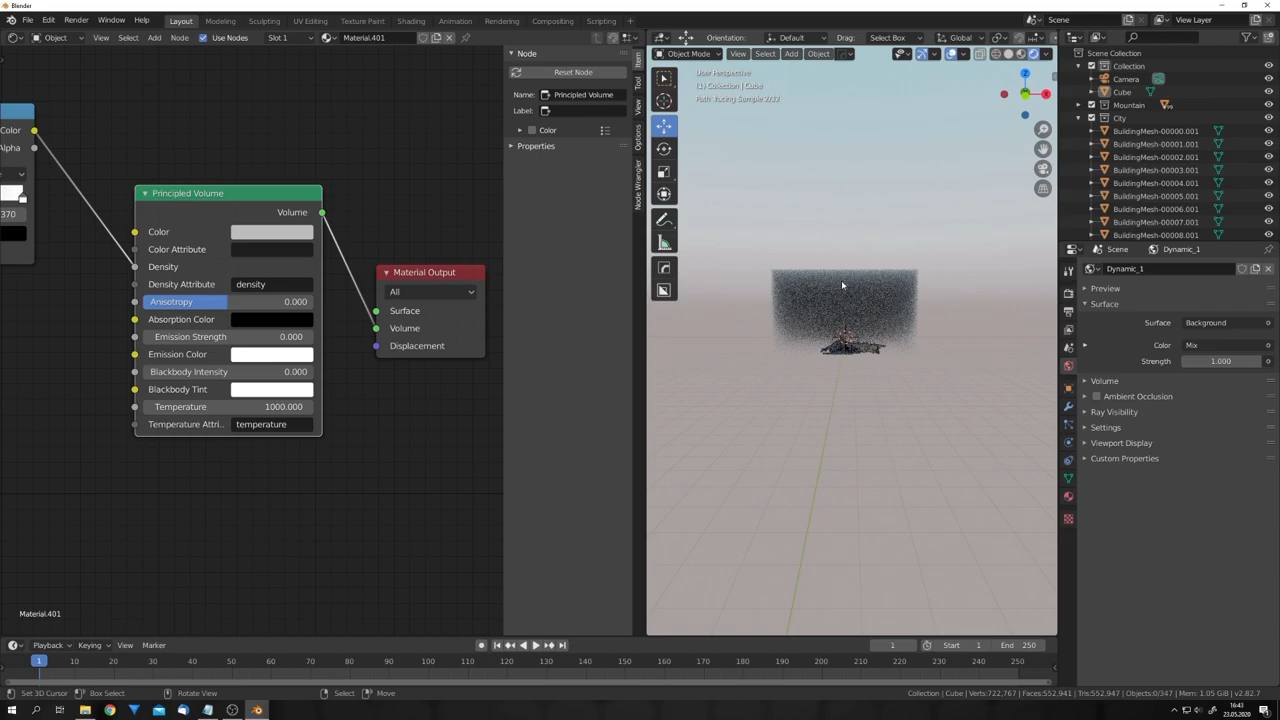 Blender
File Edit Render Window Help Layout Modeling Sculpting UV Editing Texture Paint Shading Animation Rendering Compositing Scripting Scene View Layer
Object View Select Add Node Use Nodes Slot 1 Material.401
Orientation: Default Drag: Select Box Global
Object Mode View Select Add Object
Color
Alpha
370
Principled Volume
Volume
Color
Color Attribute
Density
Density Attribute density
Anisotropy 0.000
Absorption Color
Emission Strength 0.000
Emission Color
Blackbody Intensity 0.000
Blackbody Tint
Temperature 1000.000
Temperature Attri.. temperature
Material Output
All
Surface
Volume
Displacement
Material.401
Node
Reset Node
Name: Principled Volume
Label:
Color
Properties
Item
Tool
View
Options
Node Wrangler
User Perspective
(1) Collection | Cube
Path Tracing Sample 2/32
Z
X
Scene Collection
Collection
Camera
Cube
Mountain
City
BuildingMesh-00000.001
BuildingMesh-00001.001
BuildingMesh-00002.001
BuildingMesh-00003.001
BuildingMesh-00004.001
BuildingMesh-00005.001
BuildingMesh-00006.001
BuildingMesh-00007.001
BuildingMesh-00008.001
Scene Dynamic_1
Dynamic_1
Preview
Surface
Surface Background
Color Mix
Strength 1.000
Volume
Ambient Occlusion
Ray Visibility
Settings
Viewport Display
Custom Properties
Playback Keying View Marker 1 Start 1 End 250
1 10 20 30 40 50 60 70 80 90 100 110 120 130 140 150 160 170 180 190 200 210 220 230 240 250
Set 3D Cursor Box Select Rotate View Select Move Collection | Cube | Verts:722,767 | Faces:552,941 | Tris:552,947 | Objects:0/347 | Mem: 1.05 GiB | v2.82.7
16:43
23.05.2020